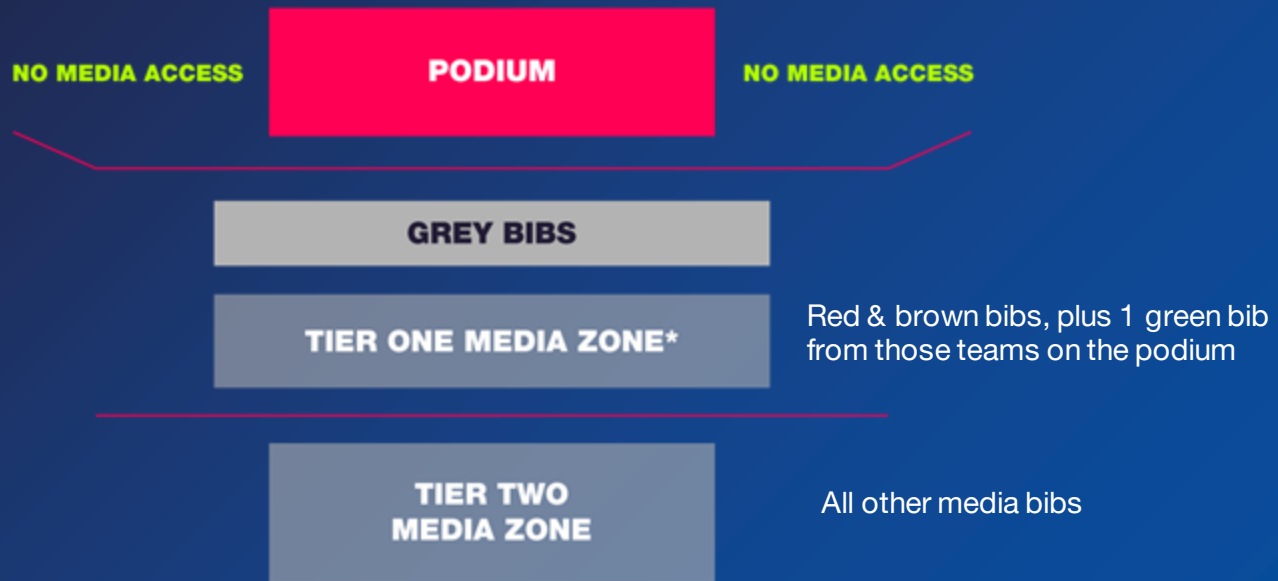 NO MEDIA ACCESS
PODIUM
NO MEDIA ACCESS
GREY BIBS
TIER ONE MEDIA ZONE*
Red & brown bibs, plus 1 green bib
from those teams on the podium
TIER TWO
MEDIA ZONE
All other media bibs